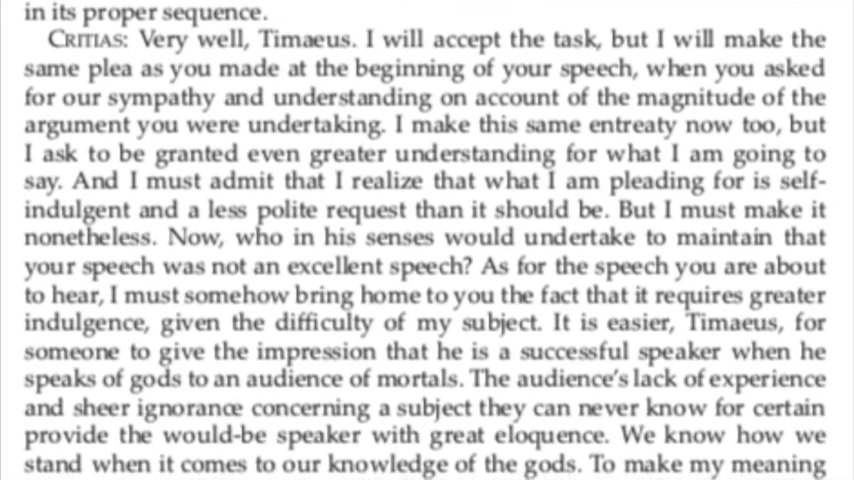 in its proper sequence.
CRITIAS: Very well, Timaeus. I will accept the task, but I will make the
same plea as you made at the beginning of your speech, when you asked
for our sympathy and understanding on account of the magnitude of the
argument you were undertaking. I make this same entreaty now too, but
I ask to be granted even greater understanding for what I am going to
say. And I must admit that I realize that what I am pleading for is self-
indulgent and a less polite request than it should be. But I must make it
nonetheless. Now, who in his senses would undertake to maintain that
your speech was not an excellent speech? As for the speech you are about
to hear, I must somehow bring home to you the fact that it requires greater
indulgence, given the difficulty of my subject. It is easier, Timaeus, for
someone to give the impression that he is a successful speaker when he
speaks of gods to an audience of mortals. The audience's lack of experience
and sheer ignorance concerning a subject they can never know for certain
provide the would-be speaker with great eloquence. We know how we
stand when it comes to our knowledge of the gods. To make my meaning